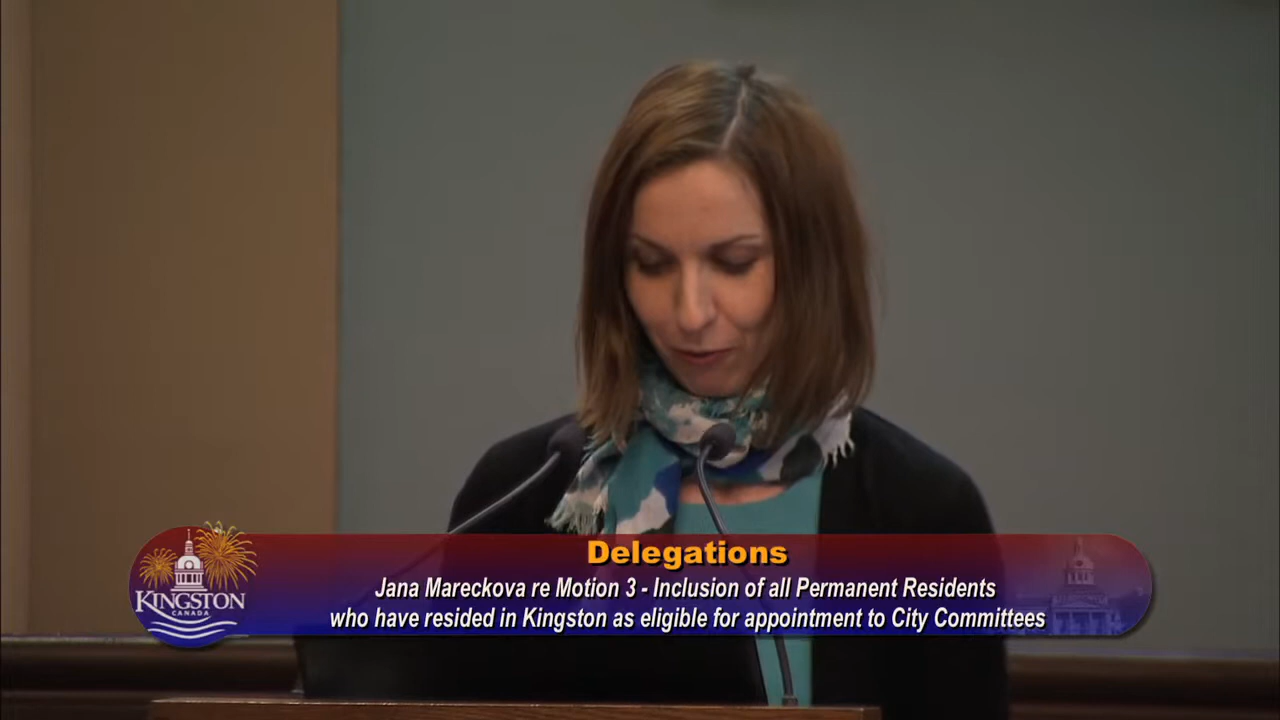 Delegations
Jana Mareckova re Motion 3 - Inclusion of all Permanent Residents
who have resided in Kingston as eligible for appointment to City Committees
KINGSTON
CANADA